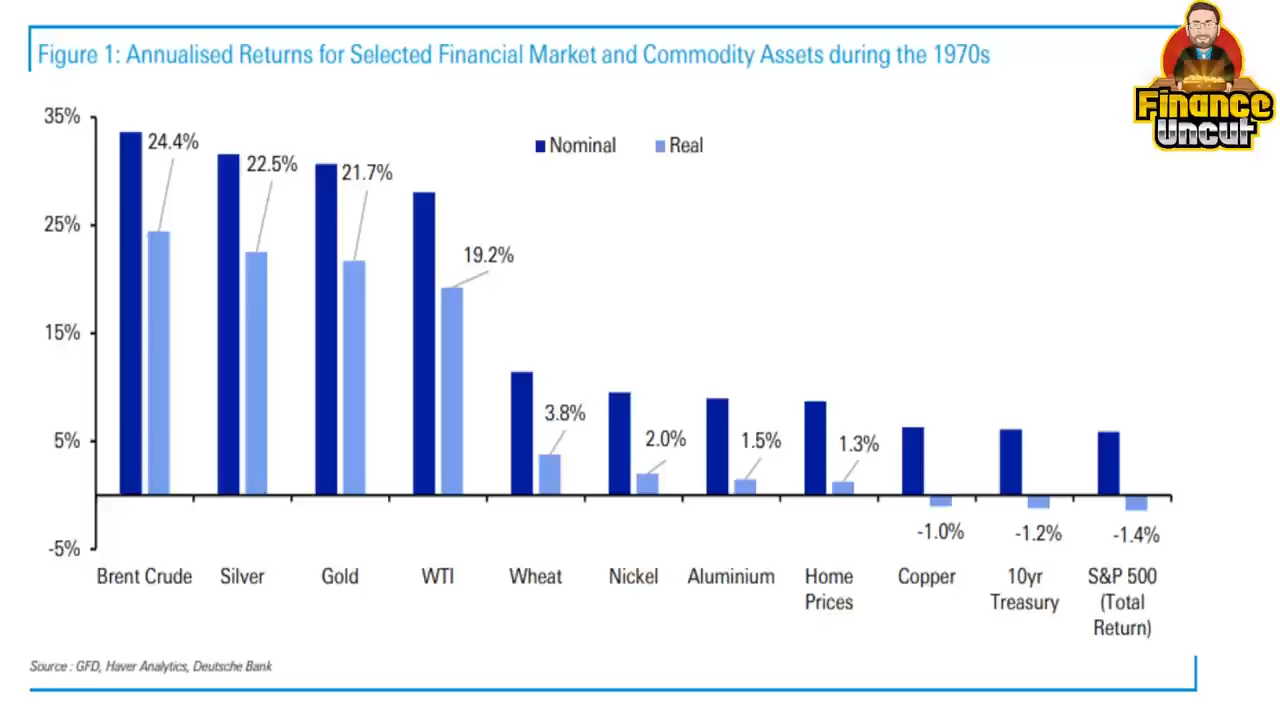 Figure 1: Annualised Returns for Selected Financial Market and Commodity Assets during the 1970s
Finance
Uncut
35%
25%
15%
5%
-5%
Nominal
Real
24.4%
22.5%
21.7%
19.2%
3.8%
2.0%
1.5%
1.3%
-1.0%
-1.2%
-1.4%
Brent Crude
Silver
Gold
WTI
Wheat
Nickel
Aluminium
Home
Prices
Copper
10yr
Treasury
S&P 500
(Total
Return)
Source : GFD, Haver Analytics, Deutsche Bank